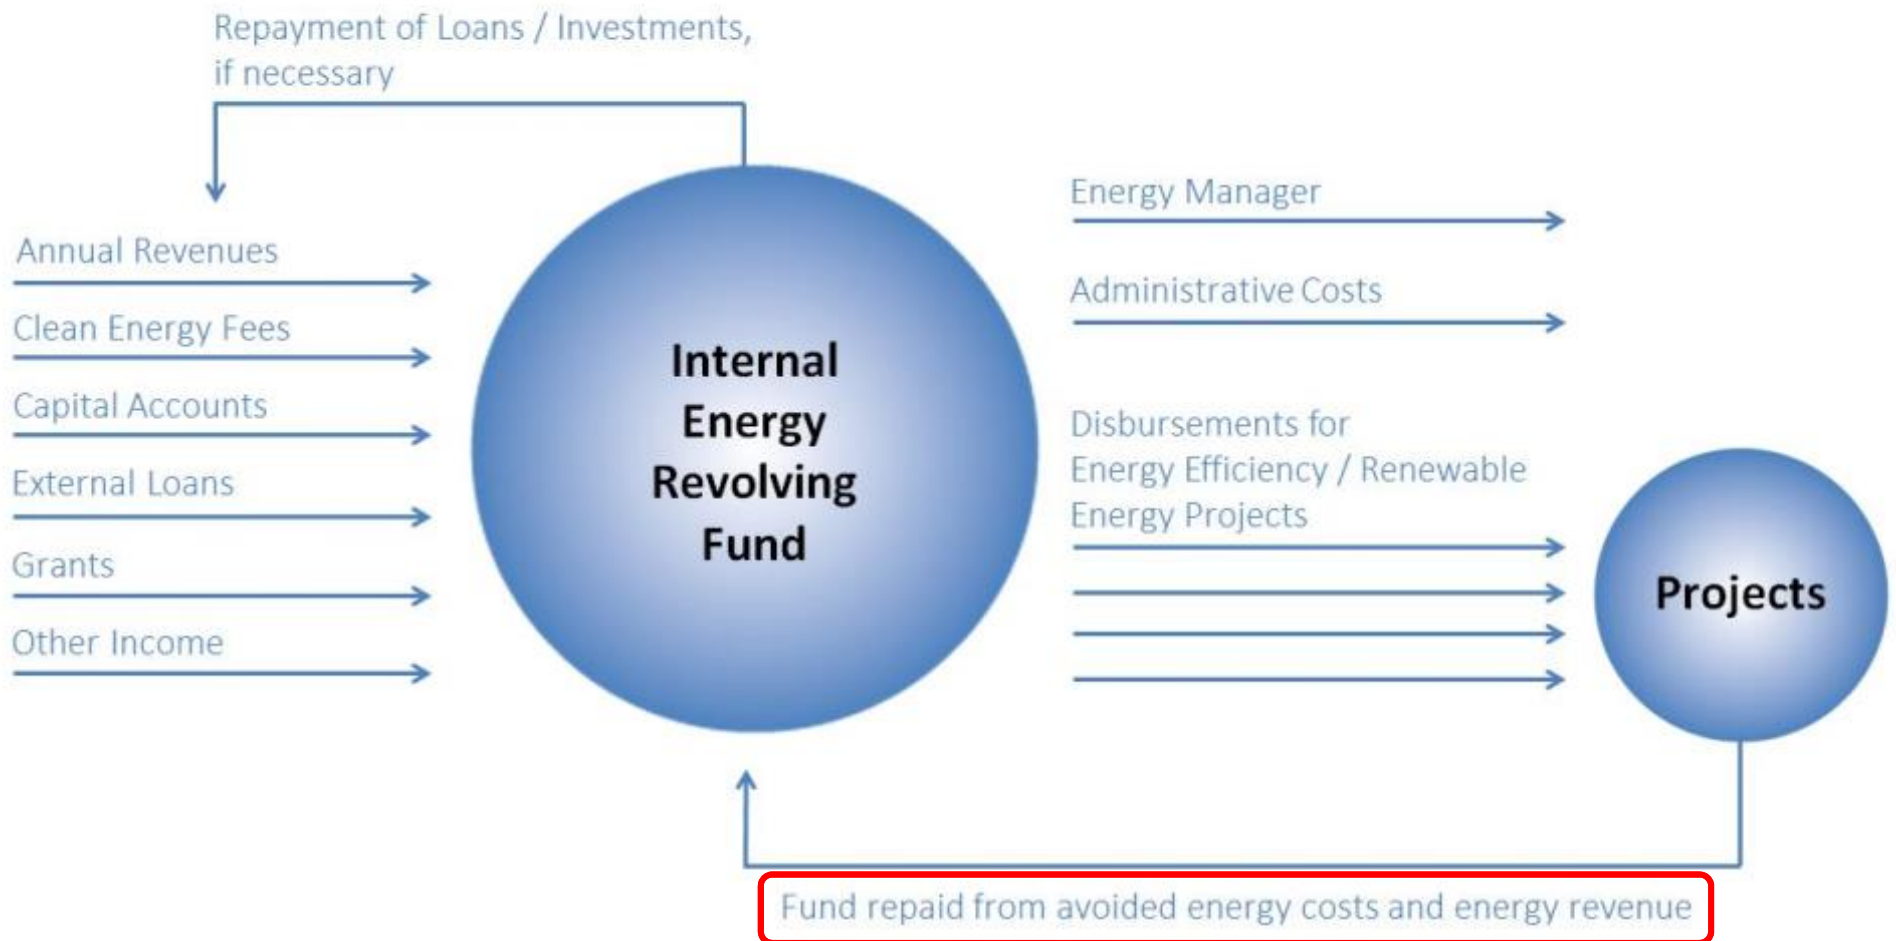 Repayment of Loans / Investments,
if necessary
Annual Revenues
Clean Energy Fees
Capital Accounts
External Loans
Grants
Other Income
Internal
Energy
Revolving
Fund
Energy Manager
Administrative Costs
Disbursements for
Energy Efficiency / Renewable
Energy Projects
Projects
Fund repaid from avoided energy costs and energy revenue